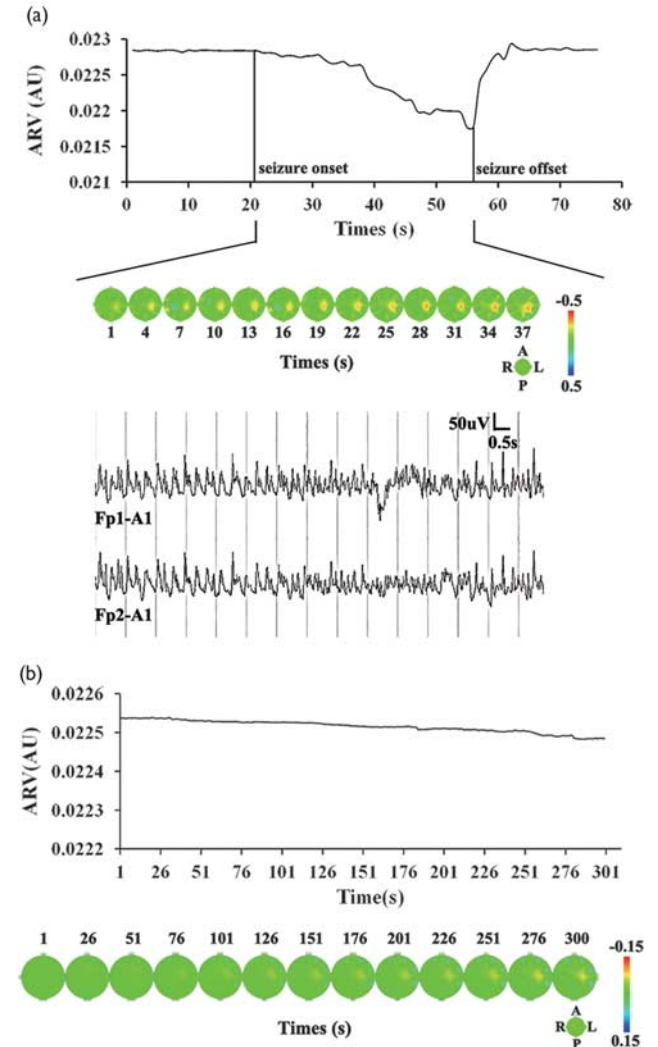 (a)
0.023
0.0225
0.022
0.0215
0.021
ARV (AU)
seizure onset
seizure offset
0 10 20 30 40 50 60 70 80
Times (s)
1 4 7 10 13 16 19 22 25 28 31 34 37
Times (s)
-0.5
0.5
A
R L
P
50uV
0.5s
Fp1-A1
Fp2-A1
(b)
0.0226
0.0225
0.0224
0.0223
0.0222
ARV(AU)
1 26 51 76 101 126 151 176 201 226 251 276 301
Time(s)
1 26 51 76 101 126 151 176 201 226 251 276 300
Times (s)
-0.15
0.15
A
R L
P